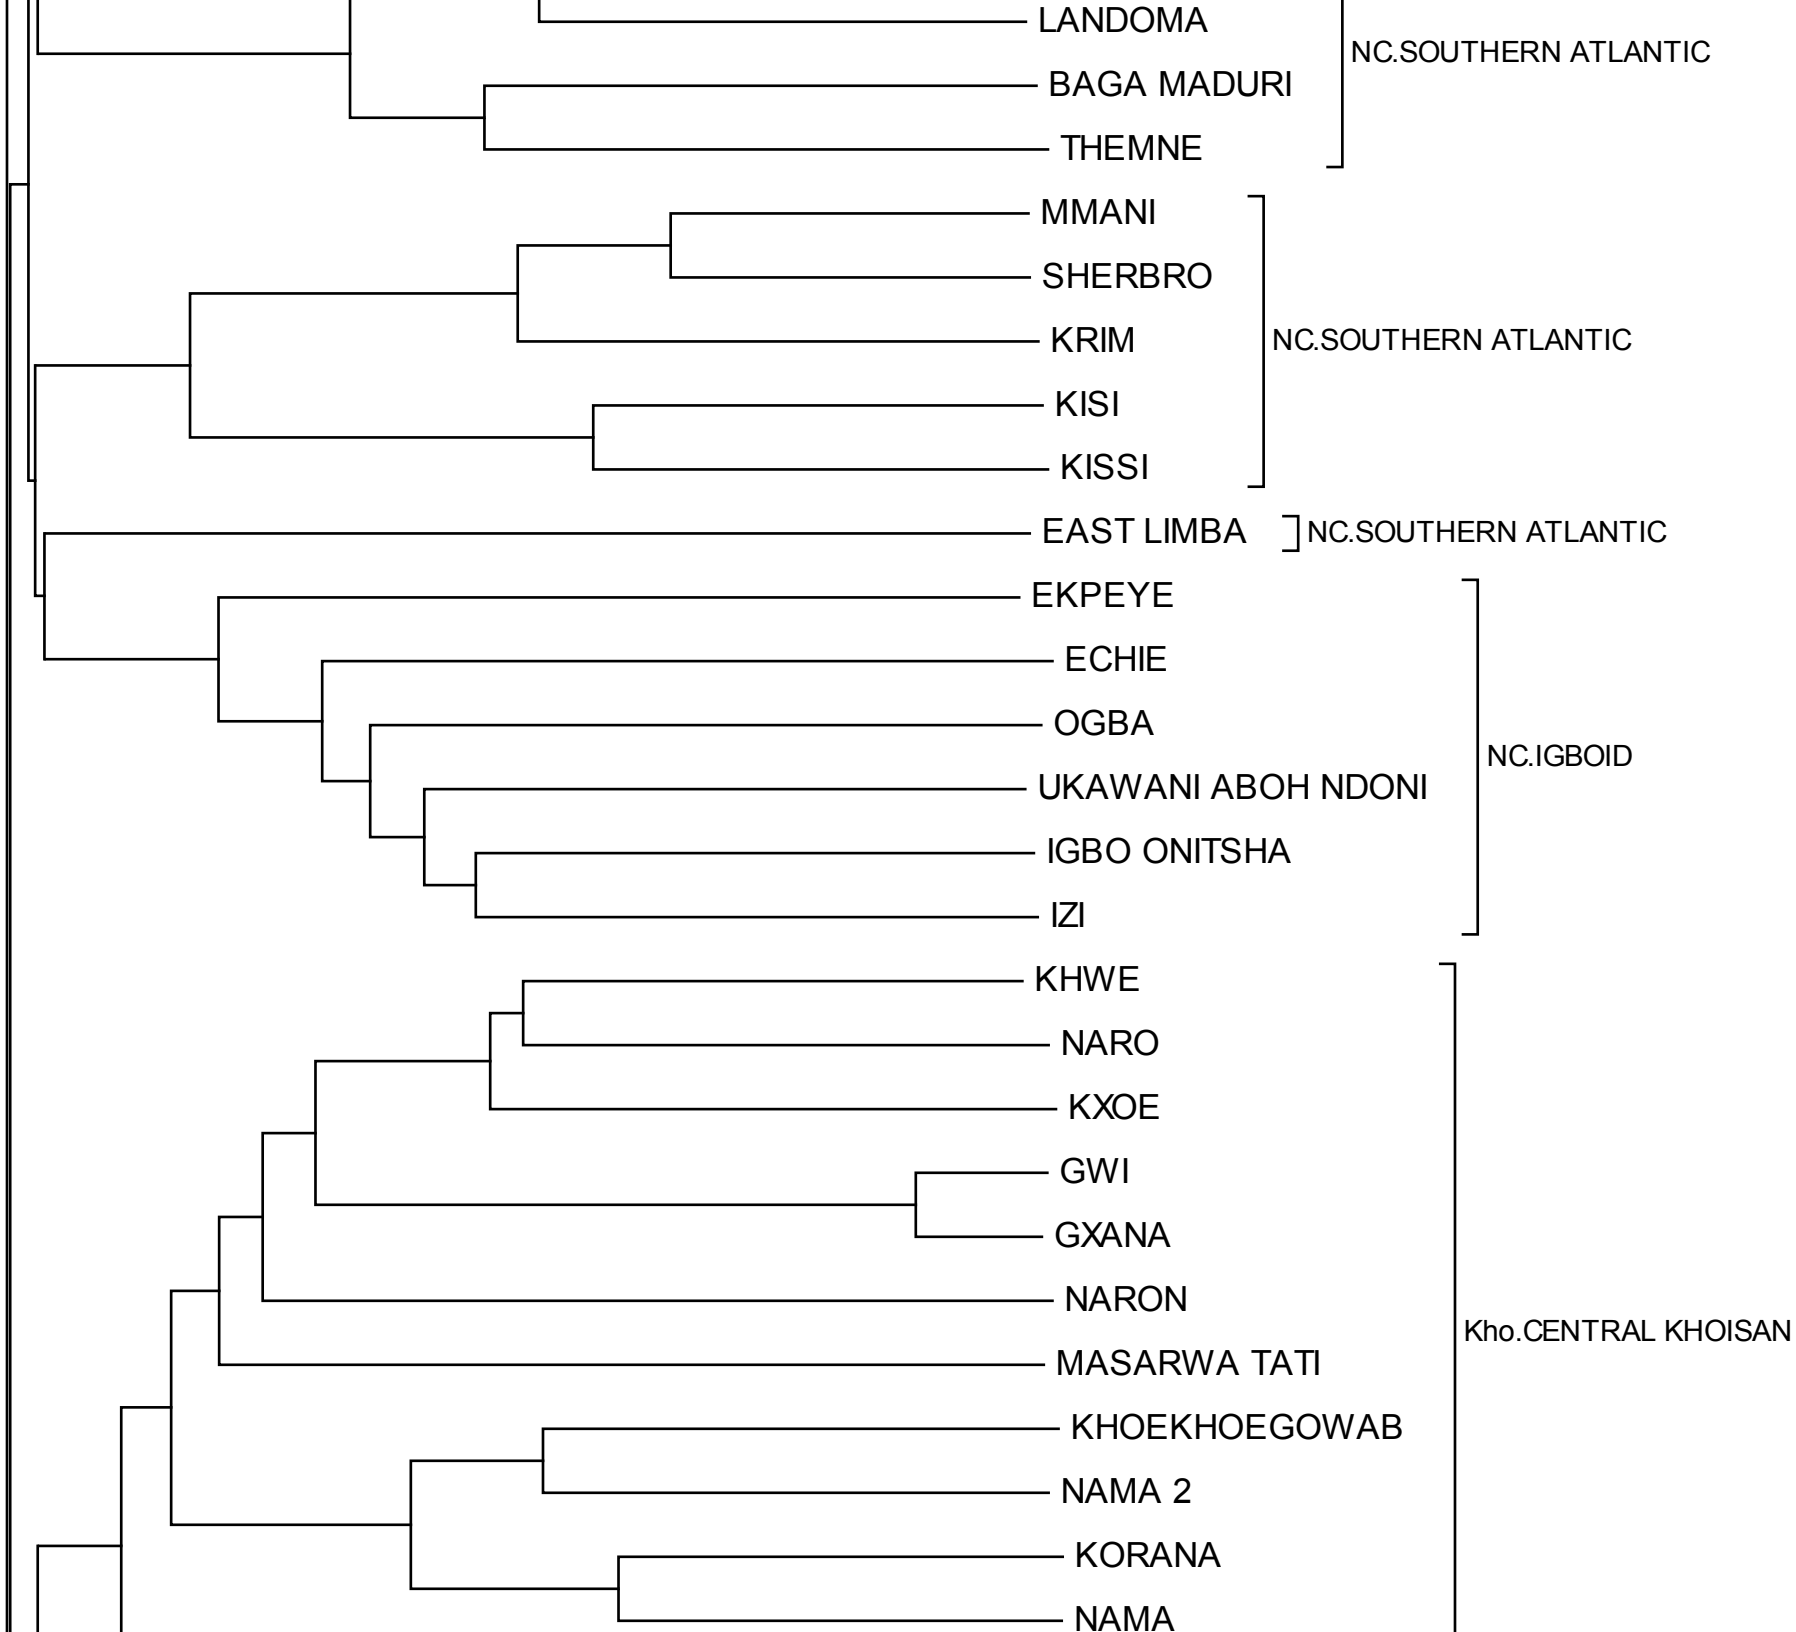 LANDOMA
NC.SOUTHERN ATLANTIC
BAGA MADURI
THEMNE
MMANI
SHERBRO
KRIM
NC.SOUTHERN ATLANTIC
KISI
KISSI
EAST LIMBA
NC.SOUTHERN ATLANTIC
EKPEYE
ECHIE
OGBA
NC.IGBOID
UKAWANI ABOH NDONI
IGBO ONITSHA
IZI
KHWE
NARO
KXOE
GWI
GXANA
NARON
Kho.CENTRAL KHOISAN
MASARWA TATI
KHOEKHOEGOWAB
NAMA 2
KORANA
NAMA